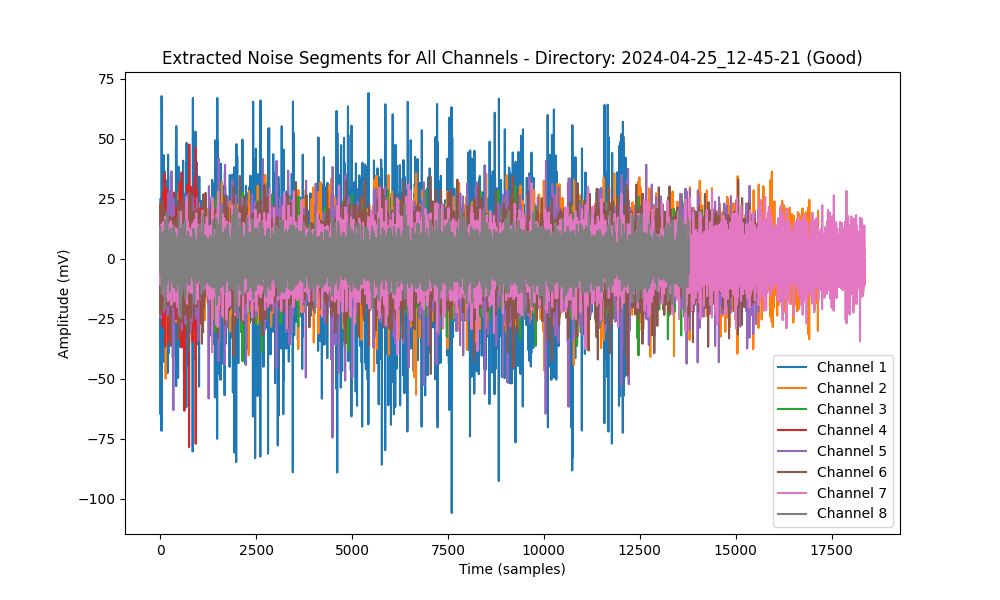 Extracted Noise Segments for All Channels - Directory: 2024-04-25_12-45-21 (Good)
75
50
25
0
−25
−50
−75
−100
Amplitude (mV)
0
2500
5000
7500
10000
12500
15000
17500
Time (samples)
Channel 1
Channel 2
Channel 3
Channel 4
Channel 5
Channel 6
Channel 7
Channel 8